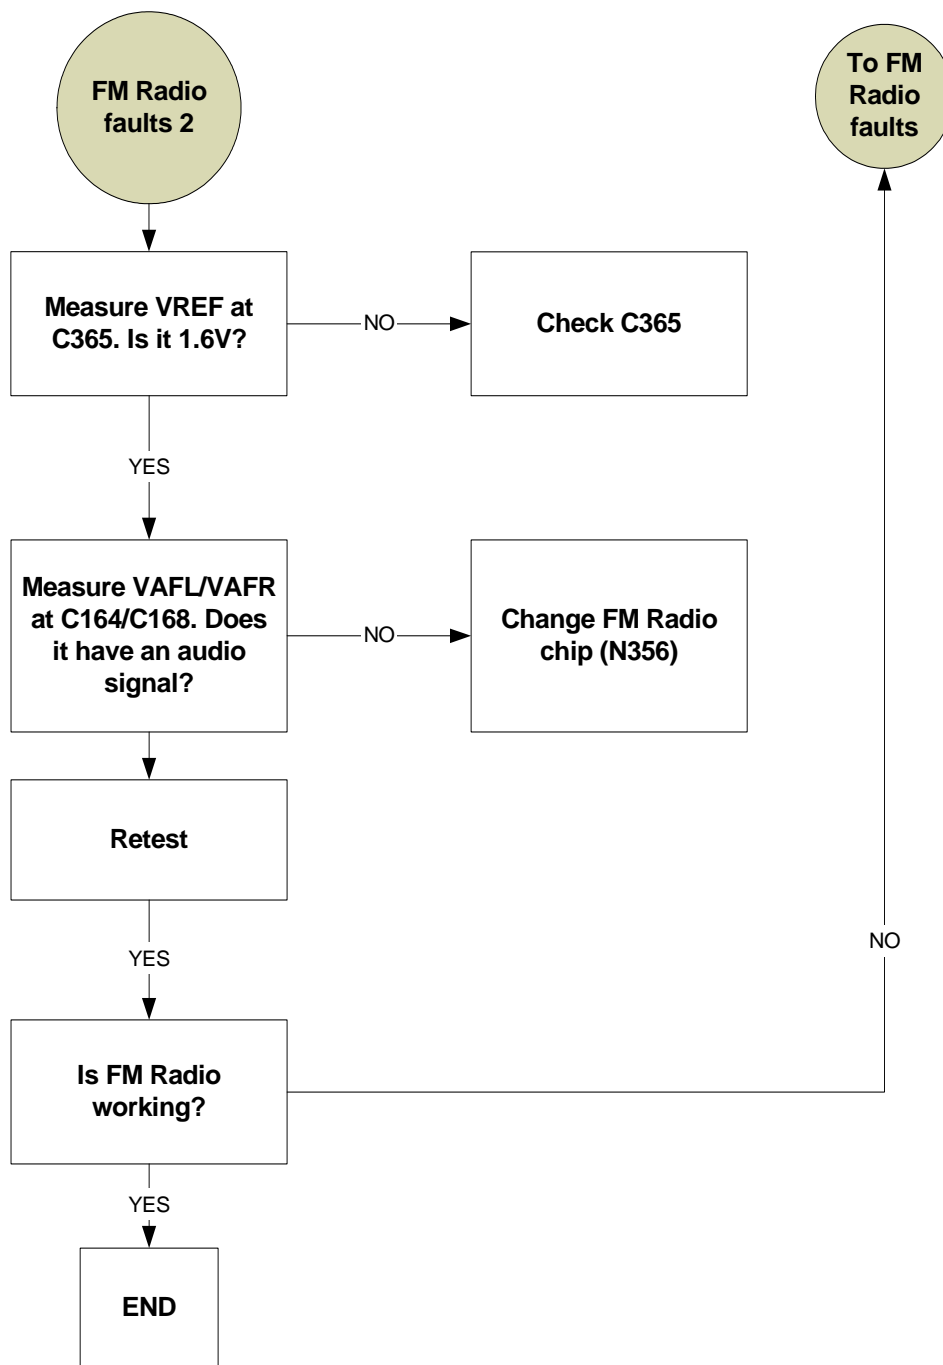 FM Radio
faults 2
To FM
Radio
faults
Measure VREF at
C365. Is it 1.6V?
NO
Check C365
YES
Measure VAFL/VAFR
at C164/C168. Does
it have an audio
signal?
NO
Change FM Radio
chip (N356)
Retest
YES
NO
Is FM Radio
working?
YES
END